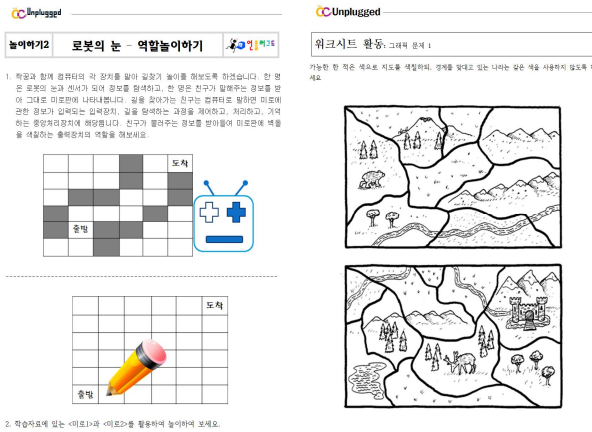 CC Unplugged
놀이하기2 로봇의 눈 - 역할놀이하기
언플러그드
1. 짝꿍과 함께 컴퓨터의 각 장치를 맡아 길찾기 놀이를 해보도록 하겠습니다. 한 명
은 로봇의 눈과 센서가 되어 정보를 탐색하고, 한 명은 친구가 말해주는 정보를 받
아 그대로 미로판에 나타내봅니다. 길을 찾아가는 친구는 컴퓨터로 말하면 미로에
관한 정보가 입력되는 입력장치, 길을 탐색하는 과정을 제어하고, 처리하고, 기억
하는 중앙처리장치에 해당됩니다. 친구가 불러주는 정보를 받아들여 미로판에 벽돌
을 색칠하는 출력장치의 역할을 해보세요.
도착
출발
도착
출발
2. 학습자료에 있는 <미로1>과 <미로2>를 활용하여 놀이하여 보세요.
CC Unplugged
워크시트 활동: 그래픽 문제 1
가능한 한 적은 색으로 지도를 색칠하되, 경계를 맞대고 있는 나라는 같은 색을 사용하지 않도록
세요